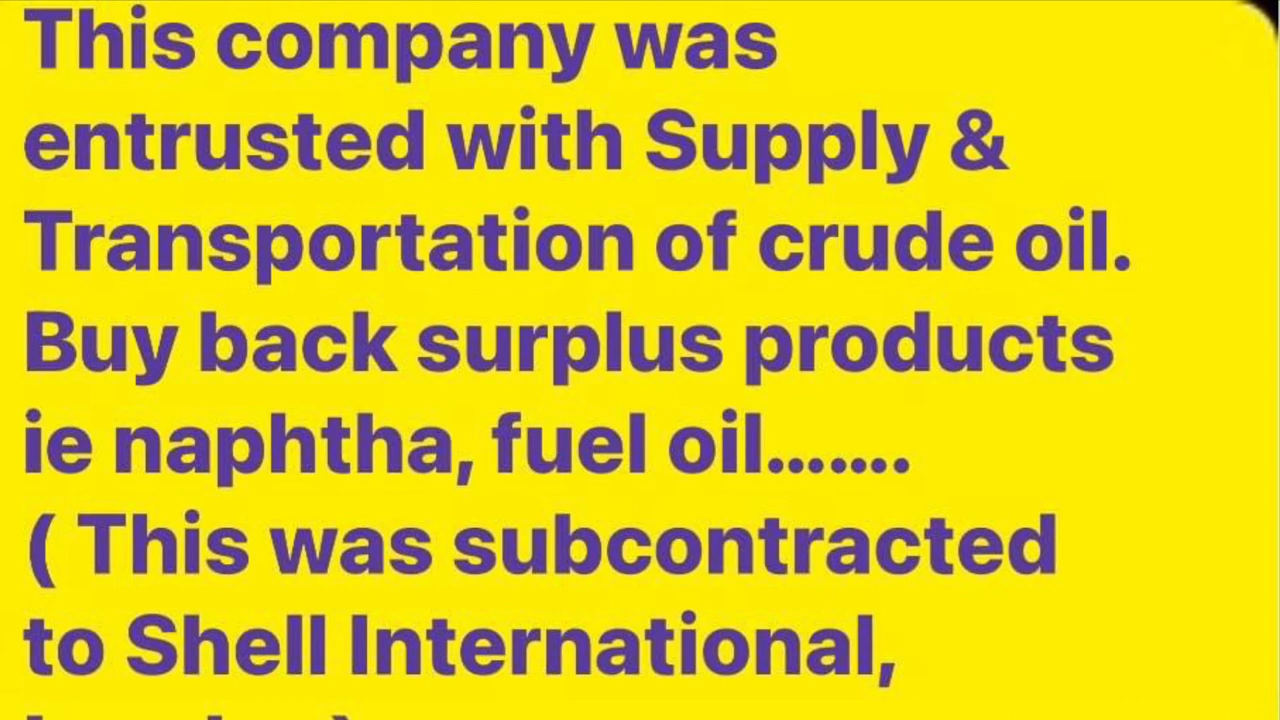 This company was
entrusted with Supply &
Transportation of crude oil.
Buy back surplus products
ie naphtha, fuel oil.......
( This was subcontracted
to Shell International,